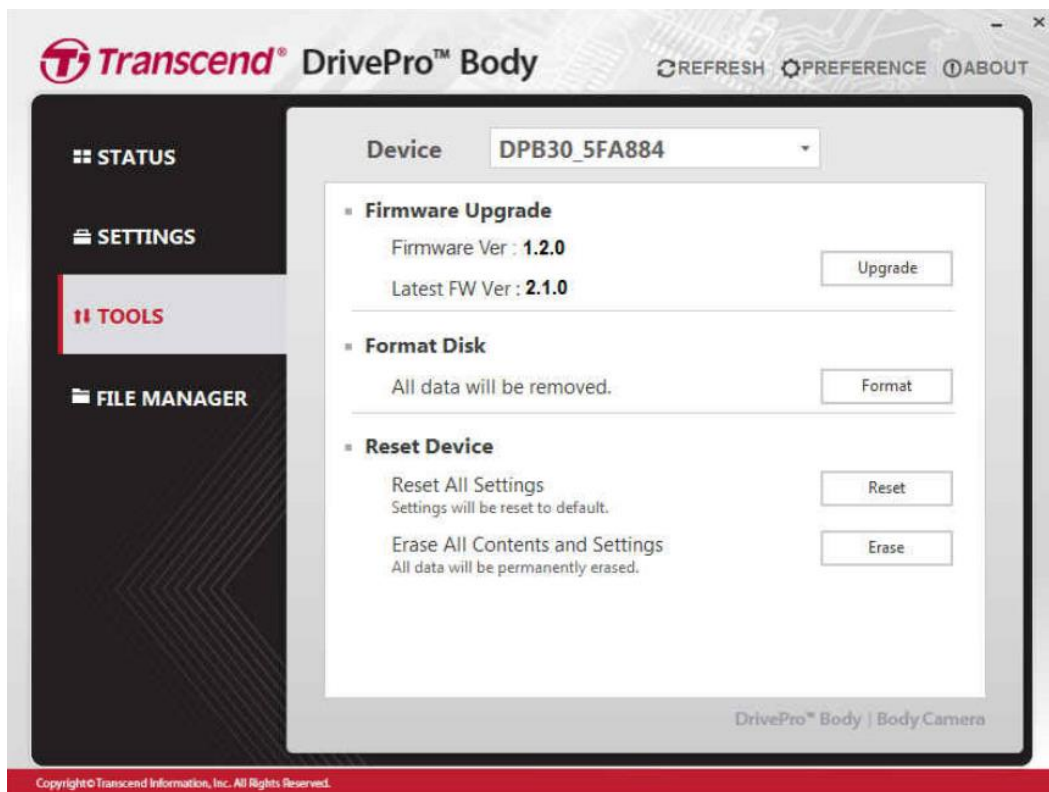 Transcend® DrivePro™ Body
REFRESH PREFERENCE ABOUT
STATUS
SETTINGS
TOOLS
FILE MANAGER
Device DPB30_5FA884
Firmware Upgrade
Firmware Ver : 1.2.0
Latest FW Ver : 2.1.0
Upgrade
Format Disk
All data will be removed.
Format
Reset Device
Reset All Settings
Settings will be reset to default.
Reset
Erase All Contents and Settings
All data will be permanently erased.
Erase
DrivePro™ Body | Body Camera
Copyright©Transcend Information, Inc. All Rights Reserved.